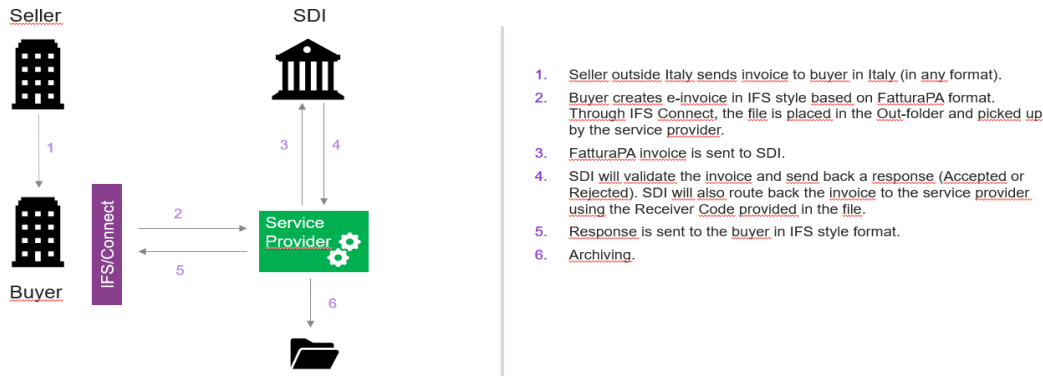 Seller
SDI
1
3
4
IFS/Connect
2
5
Service
Provider
Buyer
6
1. Seller outside Italy sends invoice to buyer in Italy (in any format).
2. Buyer creates e-invoice in IFS style based on FatturaPA format.
Through IFS Connect, the file is placed in the Out-folder and picked up
by the service provider.
3. FatturaPA invoice is sent to SDI.
4. SDI will validate the invoice and send back a response (Accepted or
Rejected). SDI will also route back the invoice to the service provider
using the Receiver Code provided in the file.
5. Response is sent to the buyer in IFS style format.
6. Archiving.